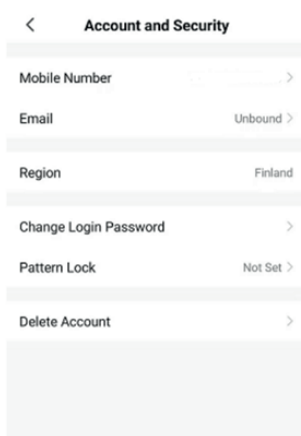 Account and Security
Mobile Number
Email Unbound
Region Finland
Change Login Password
Pattern Lock Not Set
Delete Account